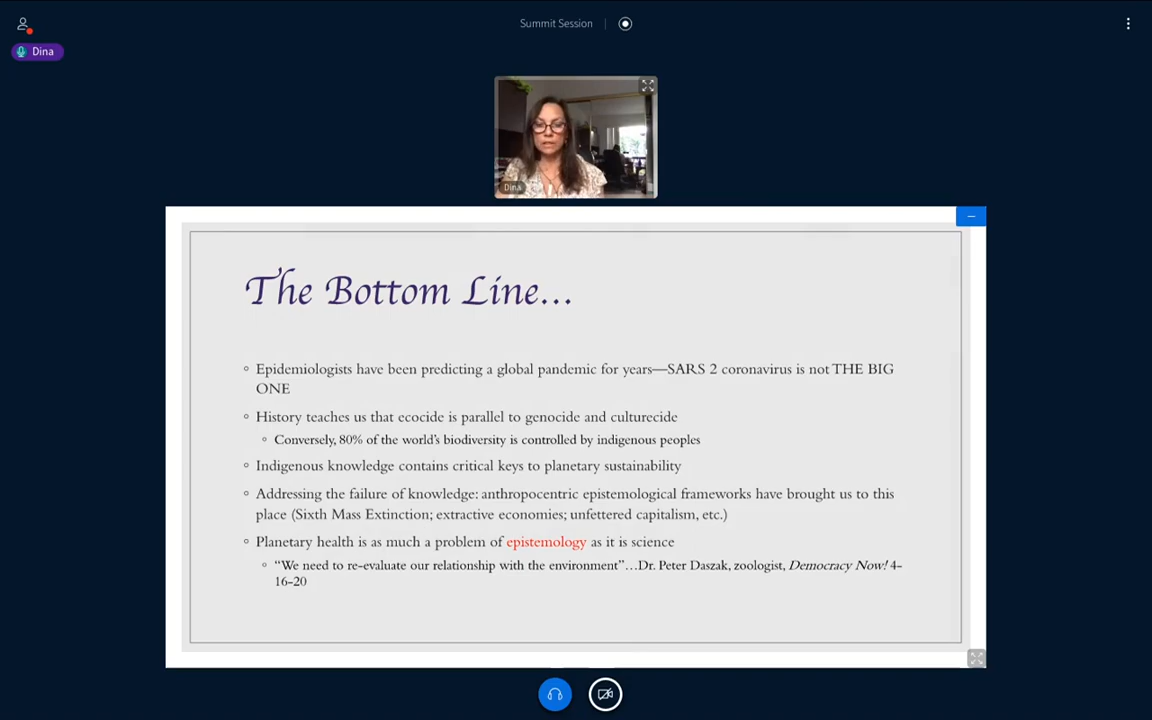 Summit Session
Dina
Dina
The Bottom Line…
Epidemiologists have been predicting a global pandemic for years—SARS 2 coronavirus is not THE BIG
ONE
History teaches us that ecocide is parallel to genocide and culturecide
Conversely, 80% of the world's biodiversity is controlled by indigenous peoples
Indigenous knowledge contains critical keys to planetary sustainability
Addressing the failure of knowledge: anthropocentric epistemological frameworks have brought us to this
place (Sixth Mass Extinction; extractive economies; unfettered capitalism, etc.)
Planetary health is as much a problem of epistemology as it is science
“We need to re-evaluate our relationship with the environment”…Dr. Peter Daszak, zoologist, Democracy Now! 4-
16-20